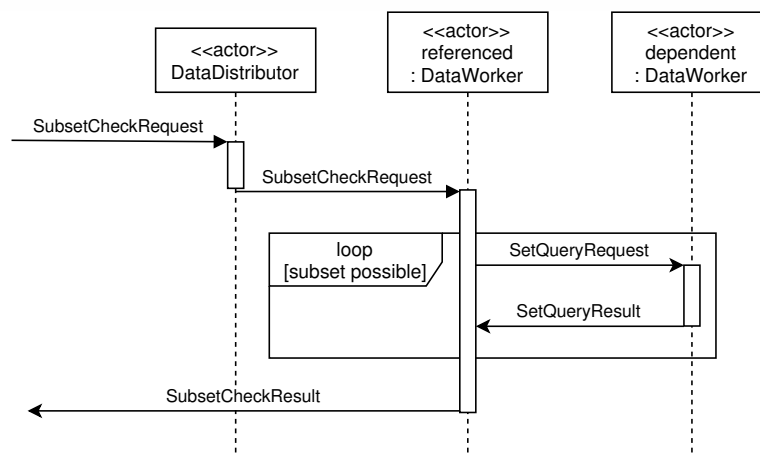 <<actor>>
DataDistributor
<<actor>>
referenced
: DataWorker
<<actor>>
dependent
: DataWorker
SubsetCheckRequest
SubsetCheckRequest
loop
[subset possible]
SetQueryRequest
SetQueryResult
SubsetCheckResult